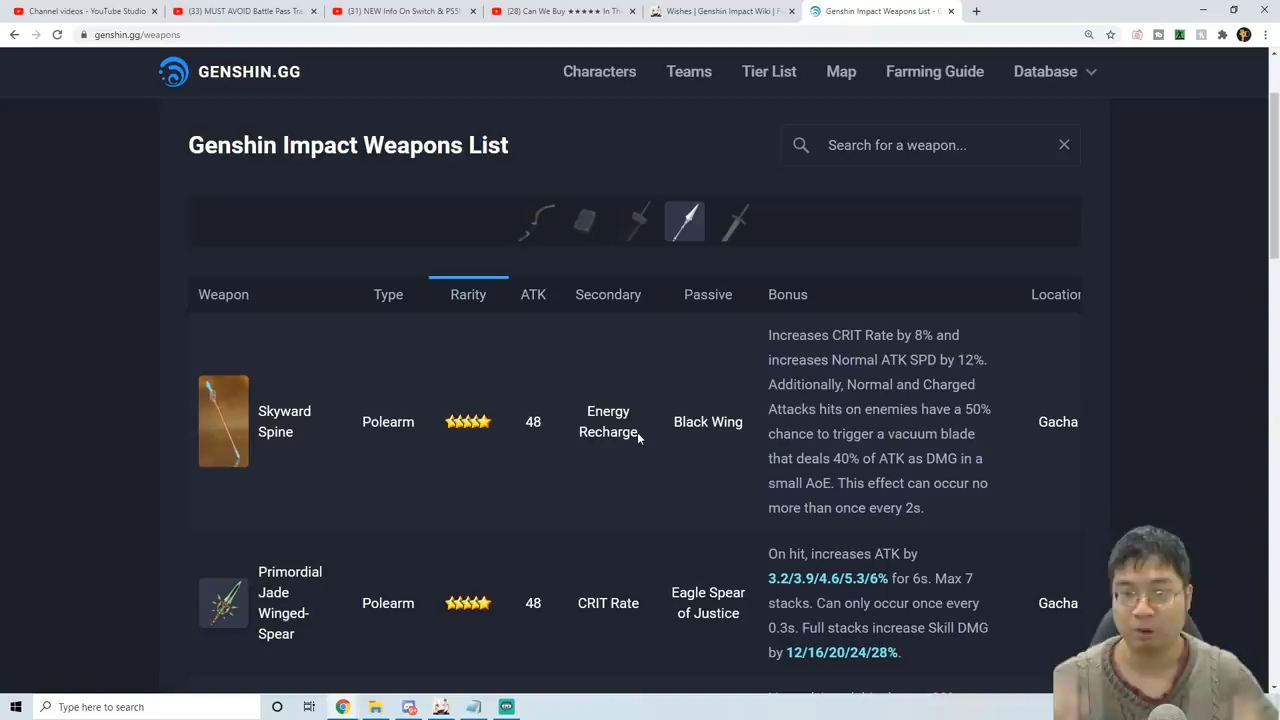 Channel videos - YouTube Studio
(33) MUST AVOID Battle Pass Tra
(31) NEW Info On Switch & PS5!
(28) Can We Buy ★★★★★ In The
Wishes | Genshin Impact Wiki | F
Genshin Impact Weapons List -
genshin.gg/weapons
GENSHIN.GG
Characters
Teams
Tier List
Map
Farming Guide
Database
Genshin Impact Weapons List
Search for a weapon...
Weapon
Type
Rarity
ATK
Secondary
Passive
Bonus
Location
Skyward
Spine
Polearm
48
Energy
Recharge
Black Wing
Increases CRIT Rate by 8% and
increases Normal ATK SPD by 12%.
Additionally, Normal and Charged
Attacks hits on enemies have a 50%
chance to trigger a vacuum blade
that deals 40% of ATK as DMG in a
small AoE. This effect can occur no
more than once every 2s.
Gacha
Primordial
Jade
Winged-
Spear
Polearm
48
CRIT Rate
Eagle Spear
of Justice
On hit, increases ATK by
3.2/3.9/4.6/5.3/6% for 6s. Max 7
stacks. Can only occur once every
0.3s. Full stacks increase Skill DMG
by 12/16/20/24/28%.
Gacha
Type here to search